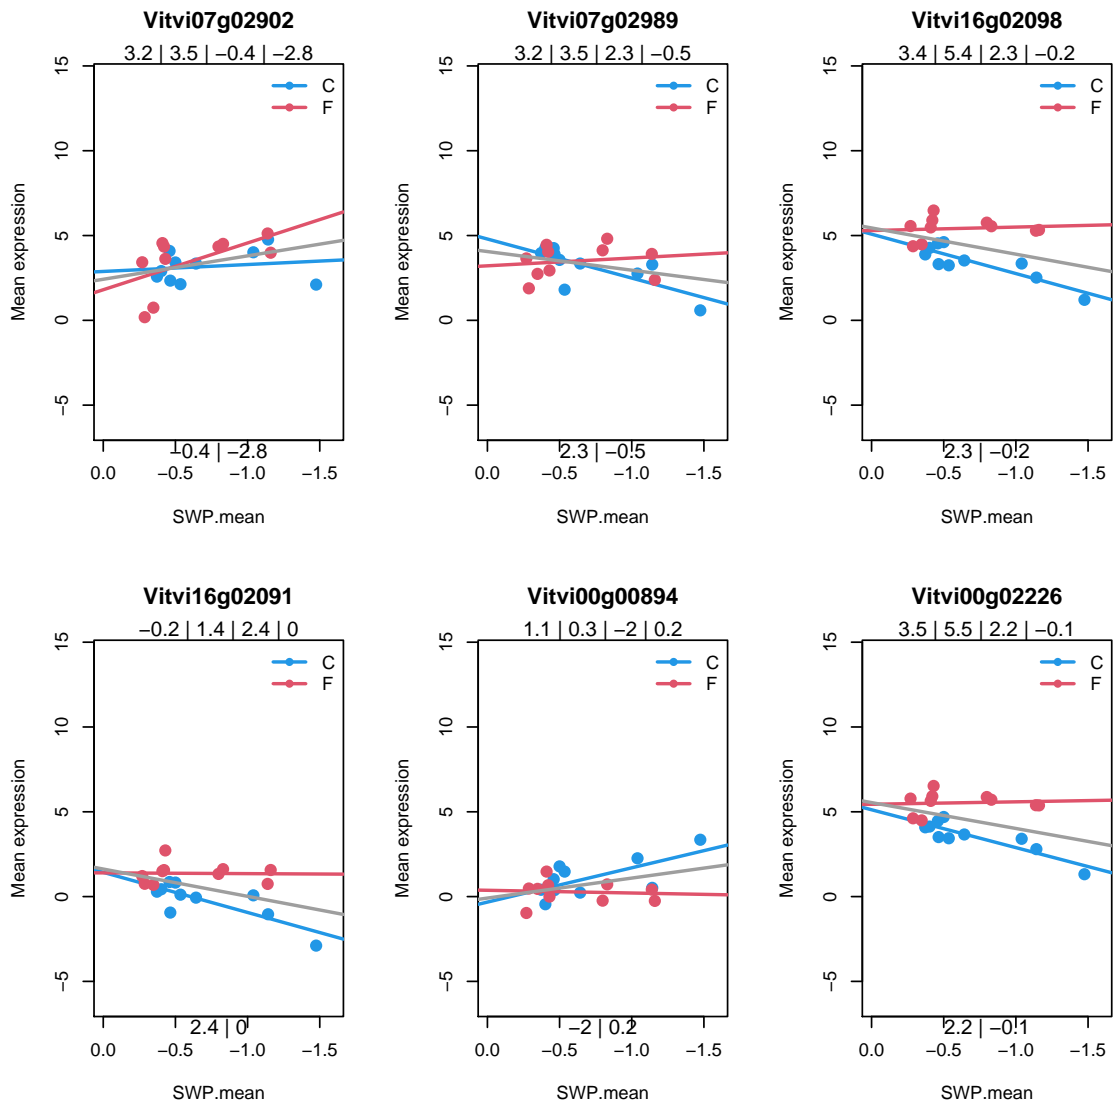 Vitvi07g02902
3.2 | 3.5 | −0.4 | −2.8
15
10
5
0
−5
Mean expression
C
F
−0.4 | −2.8
0.0 −0.5 −1.0 −1.5
SWP.mean
Vitvi07g02989
3.2 | 3.5 | 2.3 | −0.5
15
10
5
0
−5
Mean expression
C
F
2.3 | −0.5
0.0 −0.5 −1.0 −1.5
SWP.mean
Vitvi16g02098
3.4 | 5.4 | 2.3 | −0.2
15
10
5
0
−5
Mean expression
C
F
2.3 | −0.2
0.0 −0.5 −1.0 −1.5
SWP.mean
Vitvi16g02091
−0.2 | 1.4 | 2.4 | 0
15
10
5
0
−5
Mean expression
C
F
2.4 | 0
0.0 −0.5 −1.0 −1.5
SWP.mean
Vitvi00g00894
1.1 | 0.3 | −2 | 0.2
15
10
5
0
−5
Mean expression
C
F
−2 | 0.2
0.0 −0.5 −1.0 −1.5
SWP.mean
Vitvi00g02226
3.5 | 5.5 | 2.2 | −0.1
15
10
5
0
−5
Mean expression
C
F
2.2 | −0.1
0.0 −0.5 −1.0 −1.5
SWP.mean